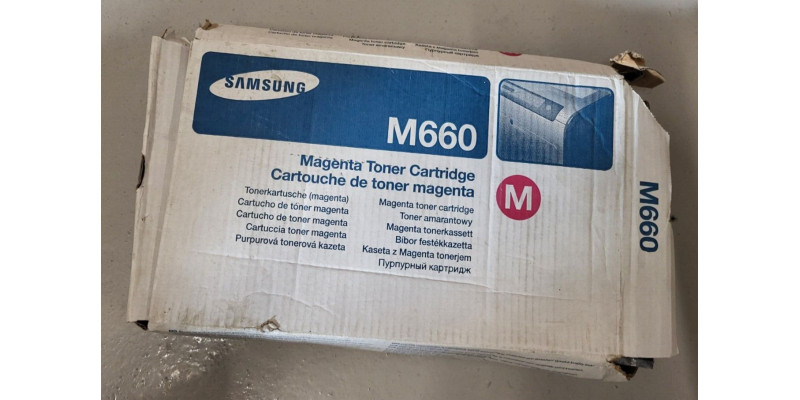 SAMSUNG
M660
Magenta Toner Cartridge
Cartouche de toner magenta
Tonerkartusche (magenta)
Cartucho de tóner magenta
Cartucho de toner magenta
Cartuccia toner magenta
Purpurová tonerová kazeta
Magenta toner cartridge
Toner amarantowy
Magenta tonerkassett
Bíbor festékkazetta
Kaseta z Magenta tonerjem
Пурпурный картридж
M
M660